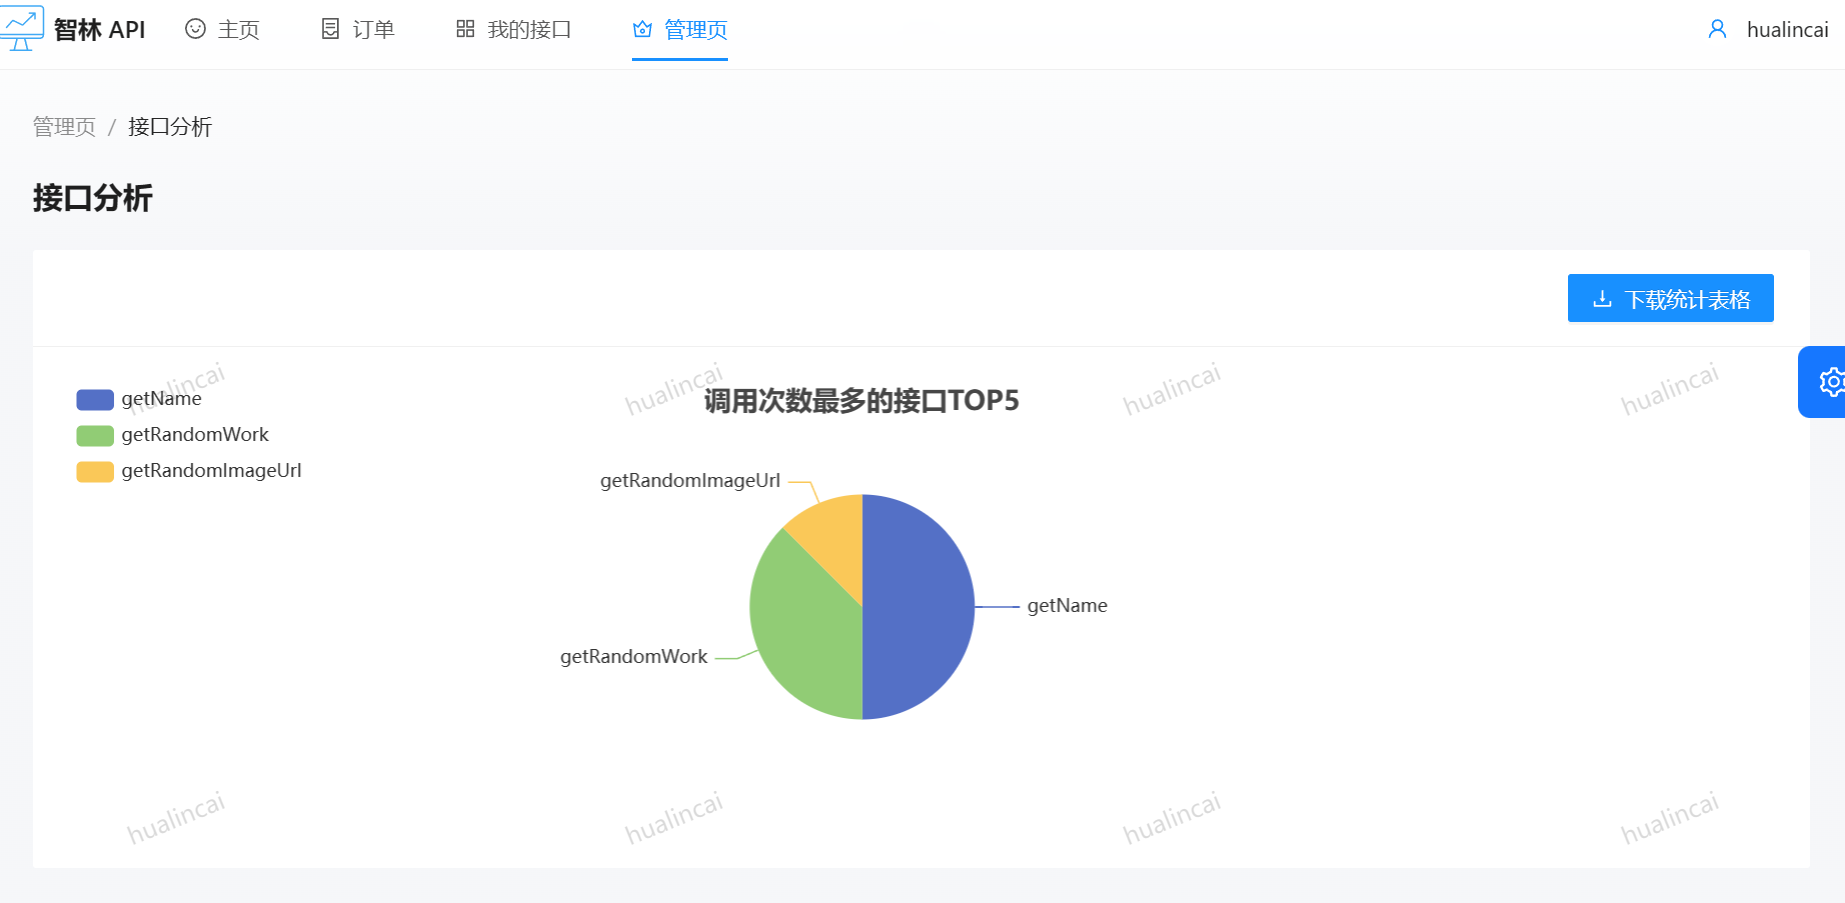 智林 API
主页
订单
我的接口
管理页
hualincai
管理页 / 接口分析
接口分析
下载统计表格
getName
getRandomWork
getRandomImageUrl
调用次数最多的接口TOP5
getRandomImageUrl
getName
getRandomWork
hualincai
hualincai
hualincai
hualincai
hualincai
hualincai
hualincai
hualincai